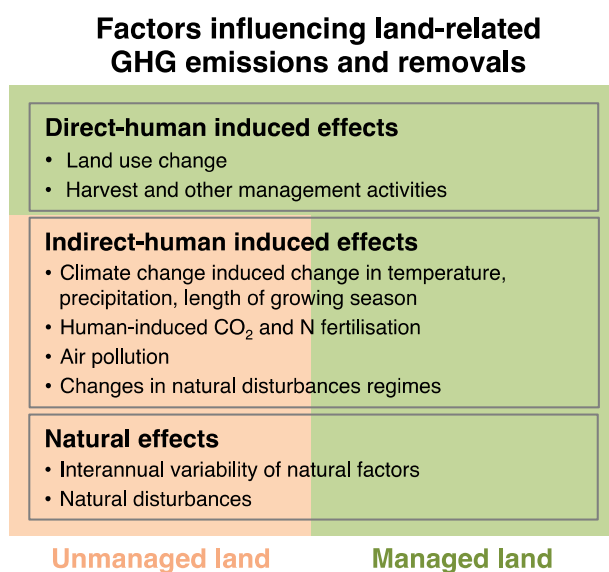 Factors influencing land-related
GHG emissions and removals
Direct-human induced effects
• Land use change
• Harvest and other management activities
Indirect-human induced effects
• Climate change induced change in temperature,
precipitation, length of growing season
• Human-induced CO₂ and N fertilisation
• Air pollution
• Changes in natural disturbances regimes
Natural effects
• Interannual variability of natural factors
• Natural disturbances
Unmanaged land
Managed land